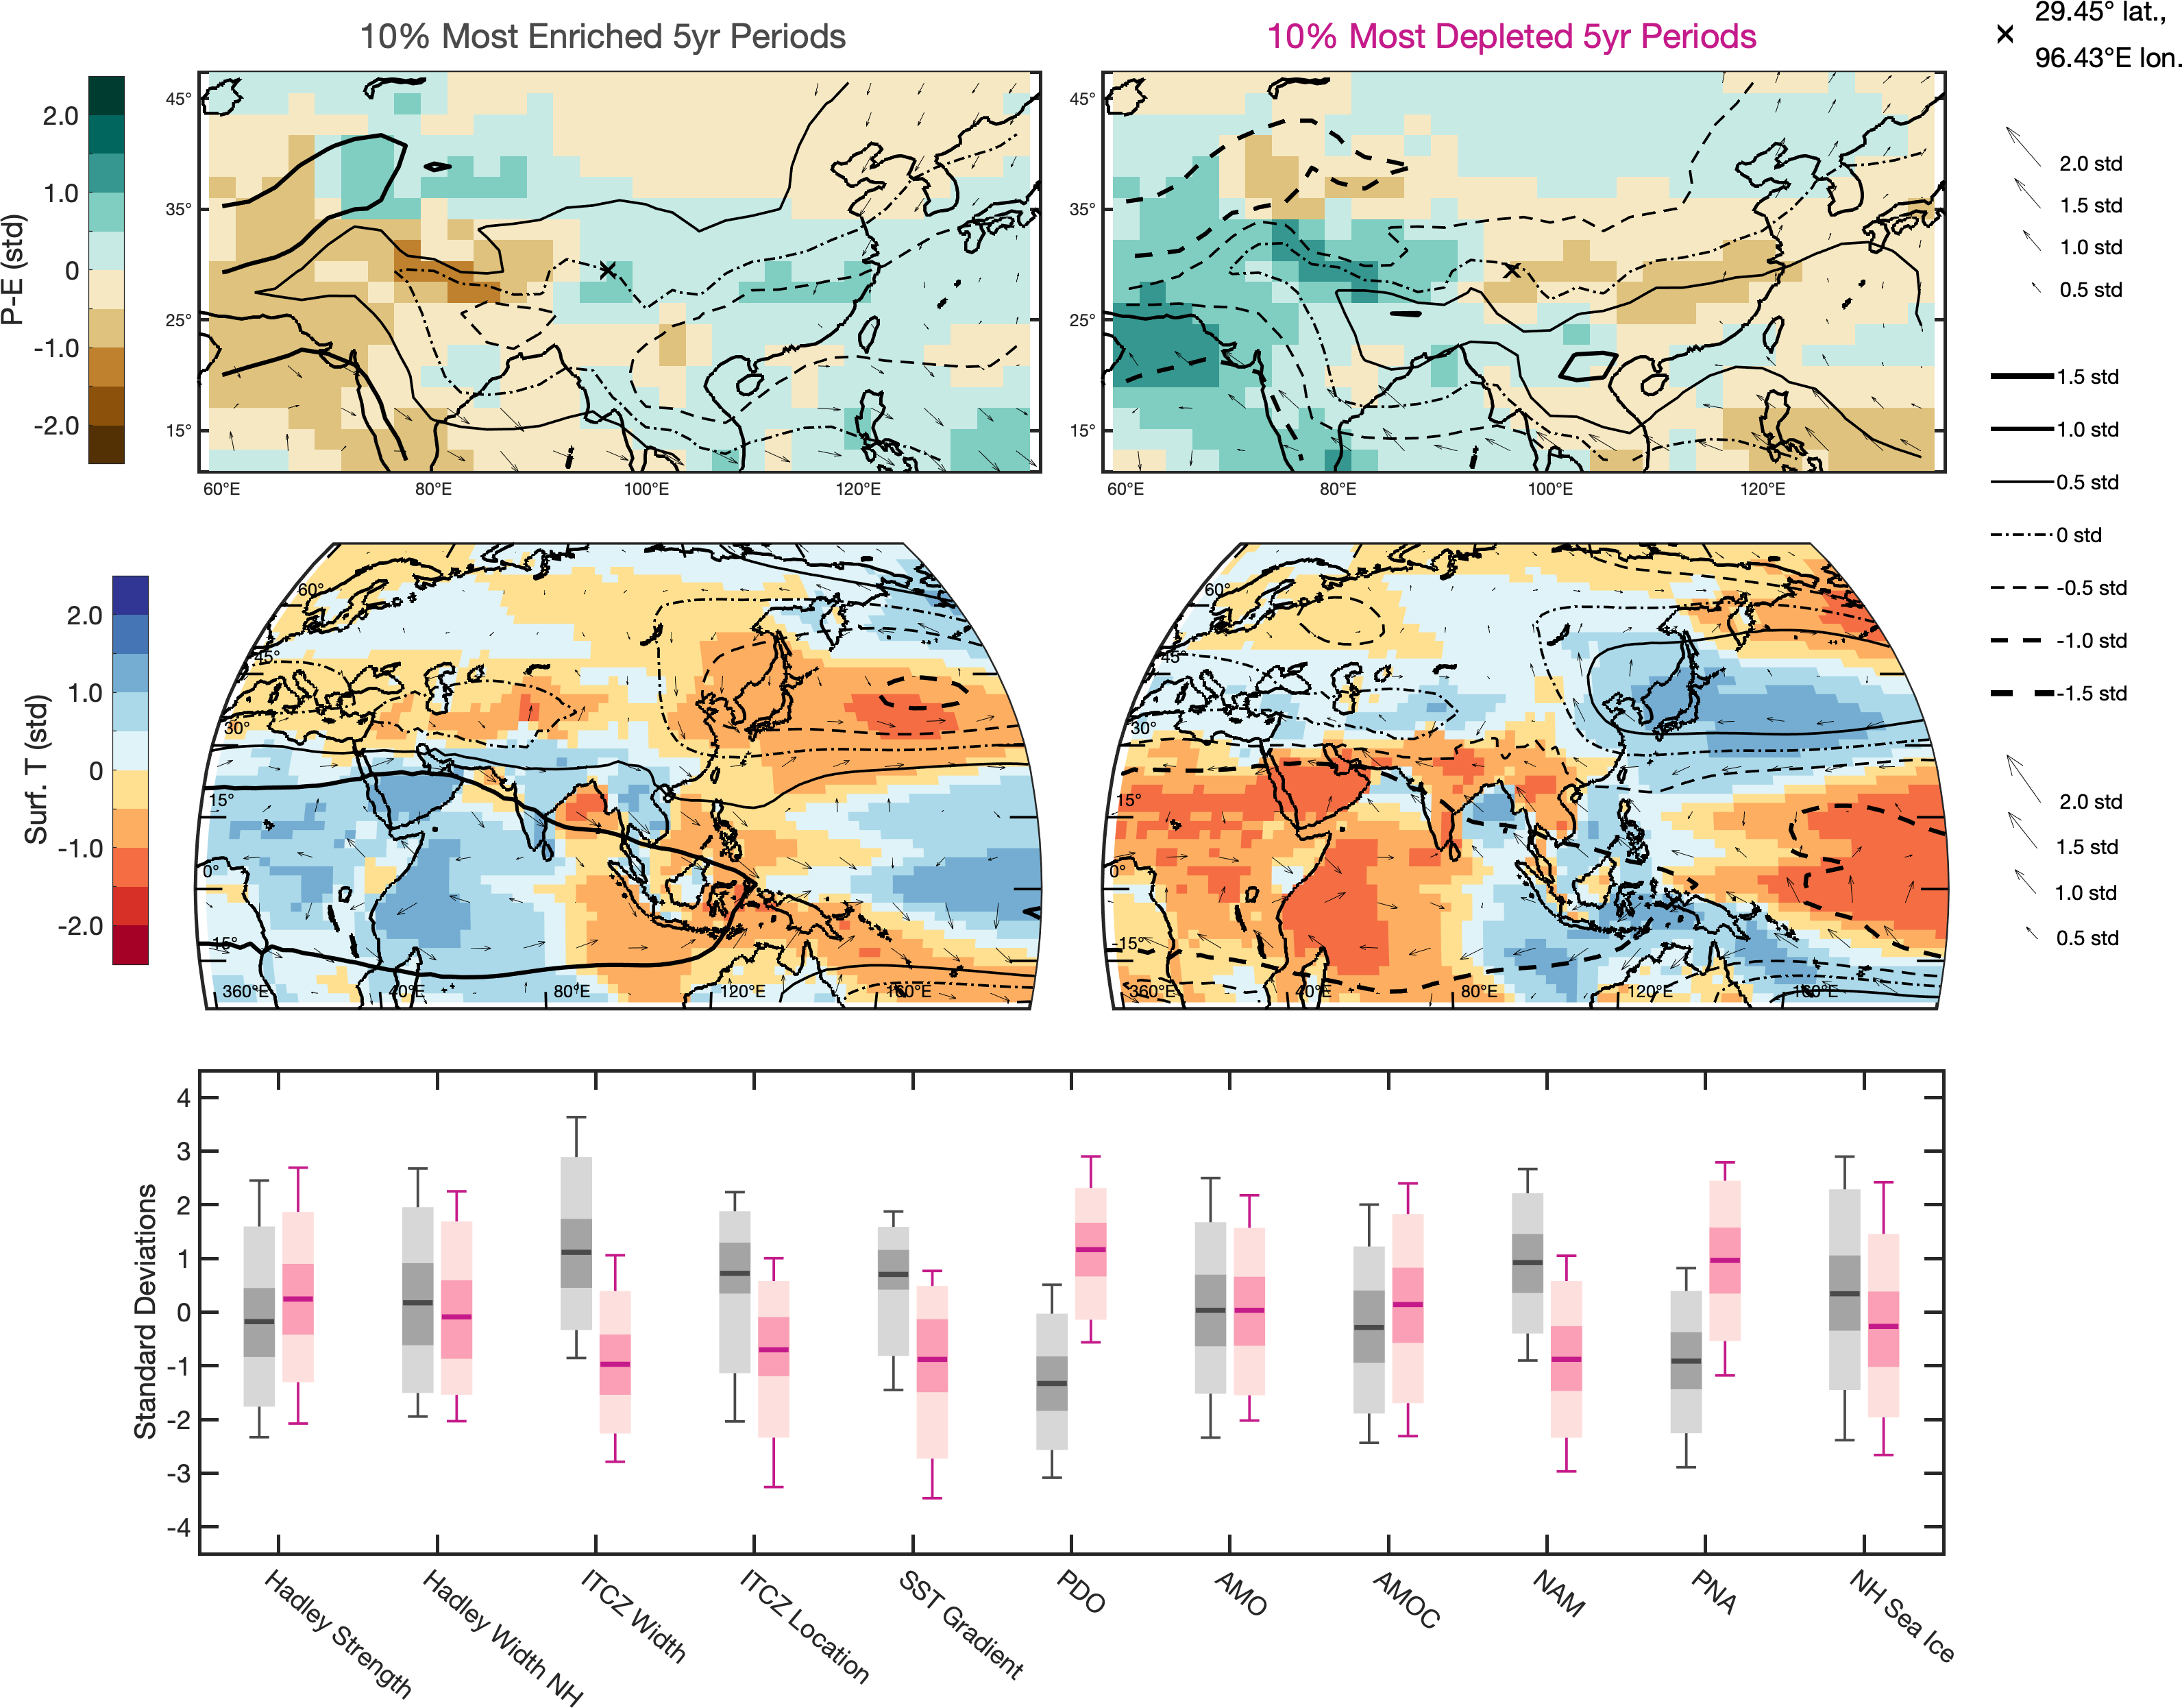 10% Most Enriched 5yr Periods
10% Most Depleted 5yr Periods
29.45° lat.,
96.43°E lon.
P-E (std)
2.0
1.0
0
-1.0
-2.0
45°
35°
25°
15°
60°E
80°E
100°E
120°E
45°
35°
25°
15°
60°E
80°E
100°E
120°E
2.0 std
1.5 std
1.0 std
0.5 std
1.5 std
1.0 std
0.5 std
0 std
-0.5 std
-1.0 std
-1.5 std
2.0 std
1.5 std
1.0 std
0.5 std
Surf. T (std)
2.0
1.0
0
-1.0
-2.0
60°
45°
30°
15°
0°
-15°
360°E
40°E
80°E
120°E
160°E
60°
45°
30°
15°
0°
-15°
360°E
40°E
80°E
120°E
160°E
Standard Deviations
4
3
2
1
0
-1
-2
-3
-4
Hadley Strength
Hadley Width NH
ITCZ Width
ITCZ Location
SST Gradient
PDO
AMO
AMOC
NAM
PNA
NH Sea Ice